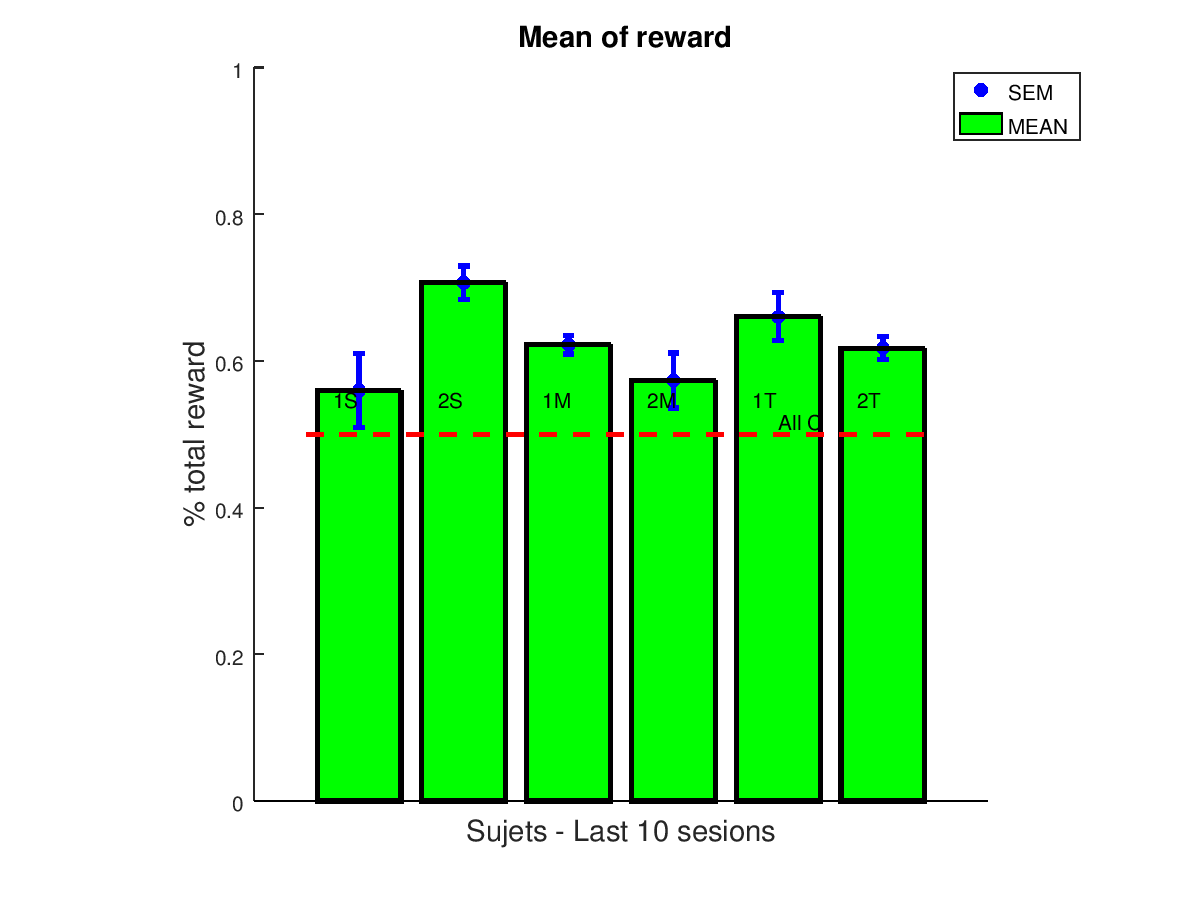 Mean of reward
SEM
MEAN
% total reward
1
0.8
0.6
0.4
0.2
0
1S
2S
1M
2M
1T
2T
All C
Sujets - Last 10 sesions